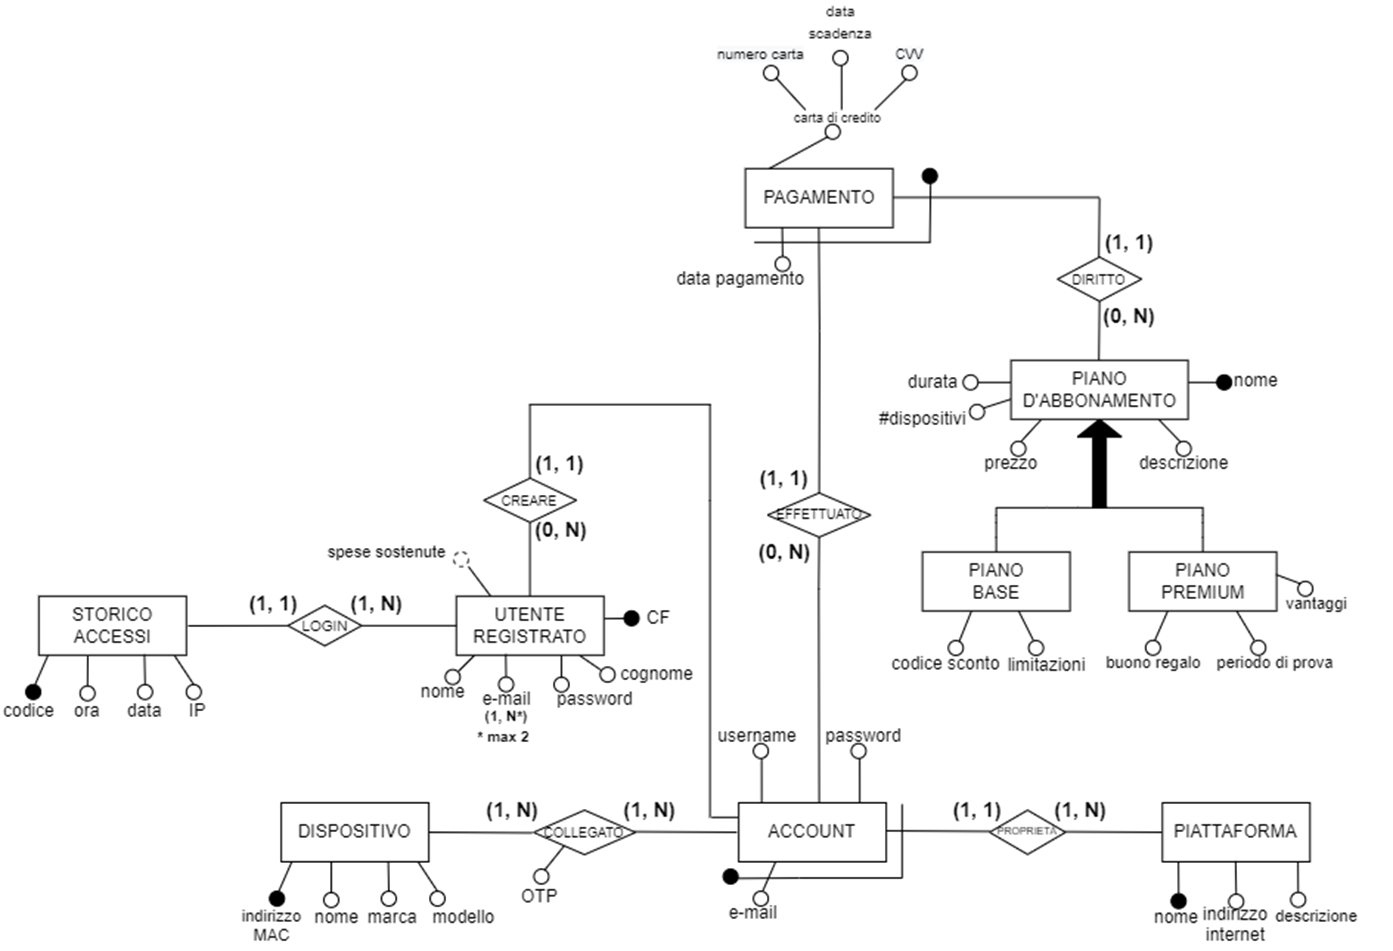 data
scadenza
numero carta
CVV
carta di credito
PAGAMENTO
data pagamento
(1, 1)
DIRITTO
(0, N)
durata
PIANO
D'ABBONAMENTO
nome
#dispositivi
prezzo
descrizione
(1, 1)
CREARE
(0, N)
(1, 1)
EFFETTUATO
(0, N)
spese sostenute
PIANO
BASE
PIANO
PREMIUM
vantaggi
codice sconto
limitazioni
buono regalo
periodo di prova
STORICO
ACCESSI
(1, 1)
LOGIN
(1, N)
UTENTE
REGISTRATO
CF
codice
ora
data
IP
nome
e-mail
(1, N*)
* max 2
password
cognome
username
password
DISPOSITIVO
(1, N)
COLLEGATO
(1, N)
ACCOUNT
(1, 1)
PROPRIETÀ
(1, N)
PIATTAFORMA
OTP
e-mail
indirizzo
MAC
nome
marca
modello
nome
indirizzo
internet
descrizione